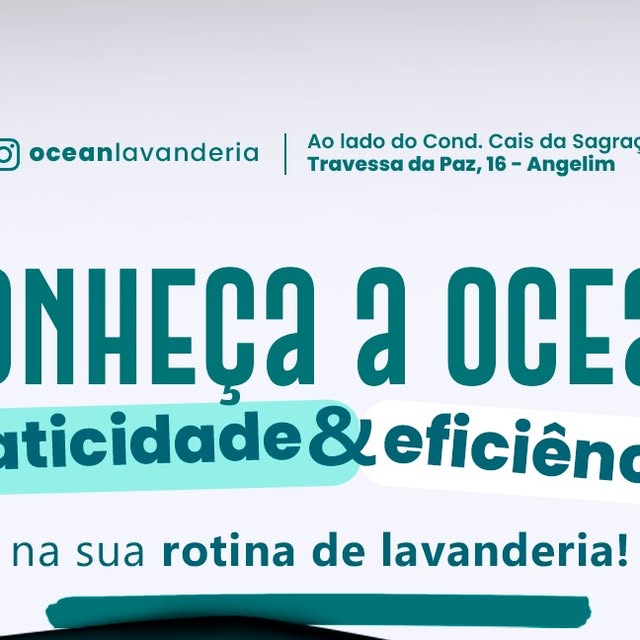 oceanlavanderia
Ao lado do Cond. Cais da Sagraç
Travessa da Paz, 16 - Angelim
ONHEÇA A OCEA
aticidade & eficiênc
na sua rotina de lavanderia!